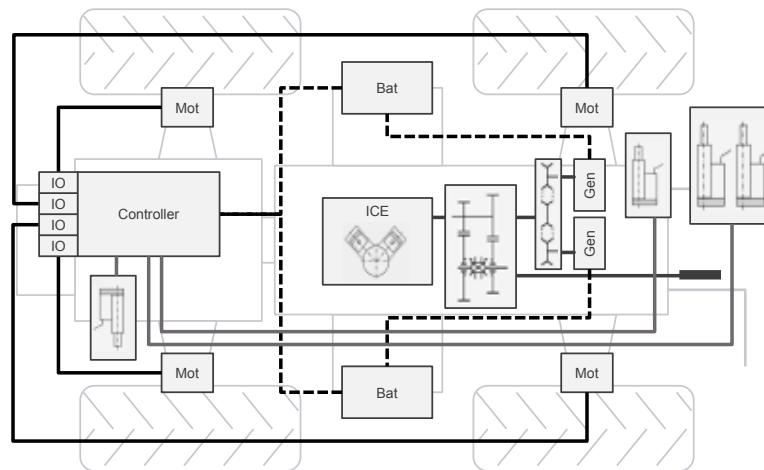 Bat
Mot
Mot
IO
IO
IO
IO
Controller
ICE
Gen
Gen
Mot
Mot
Bat